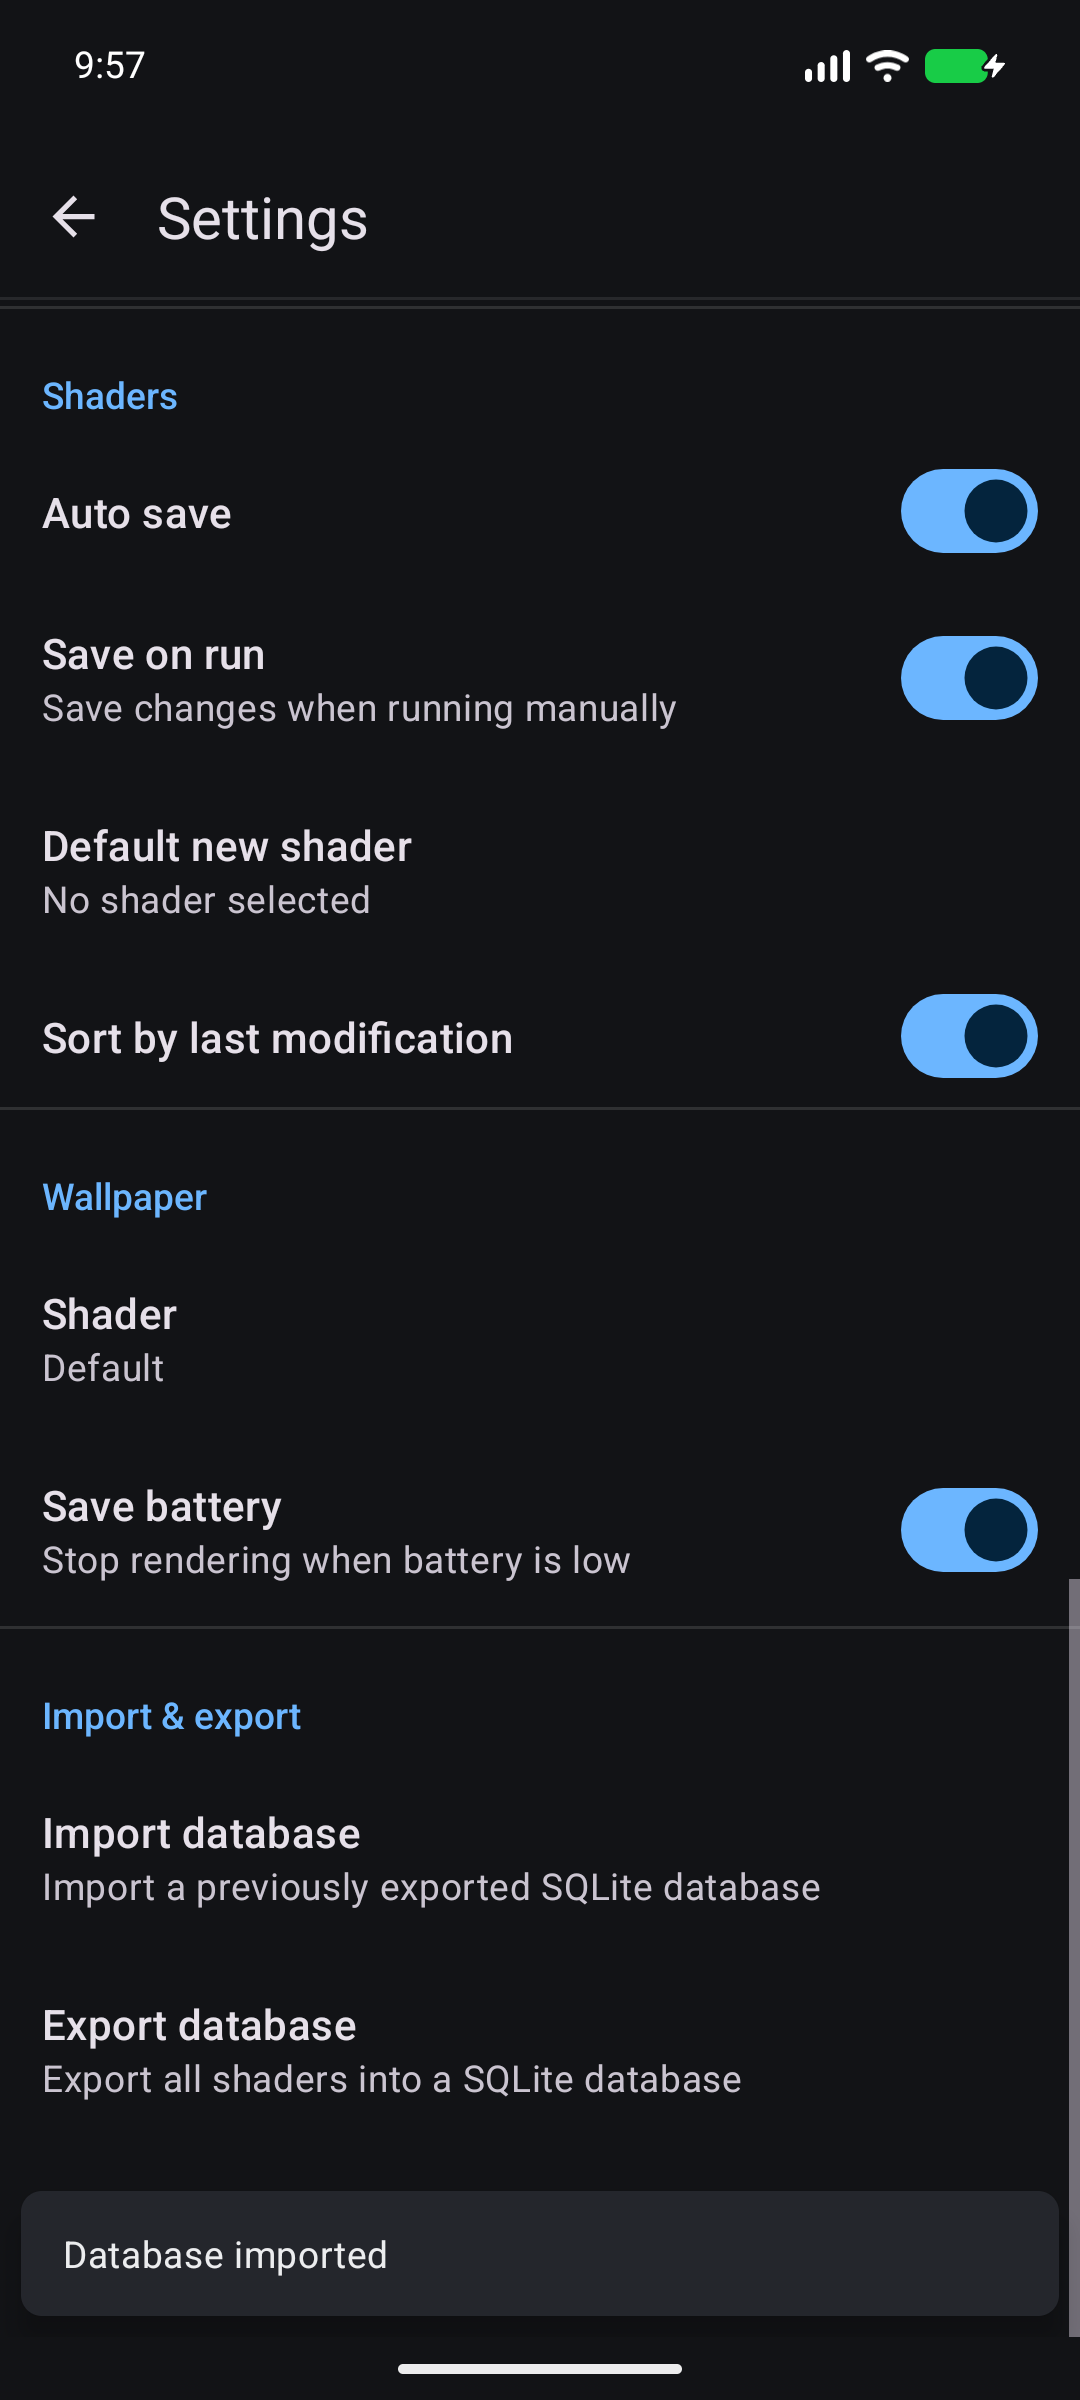 9:57
Settings
Shaders
Auto save
Save on run
Save changes when running manually
Default new shader
No shader selected
Sort by last modification
Wallpaper
Shader
Default
Save battery
Stop rendering when battery is low
Import & export
Import database
Import a previously exported SQLite database
Export database
Export all shaders into a SQLite database
Database imported